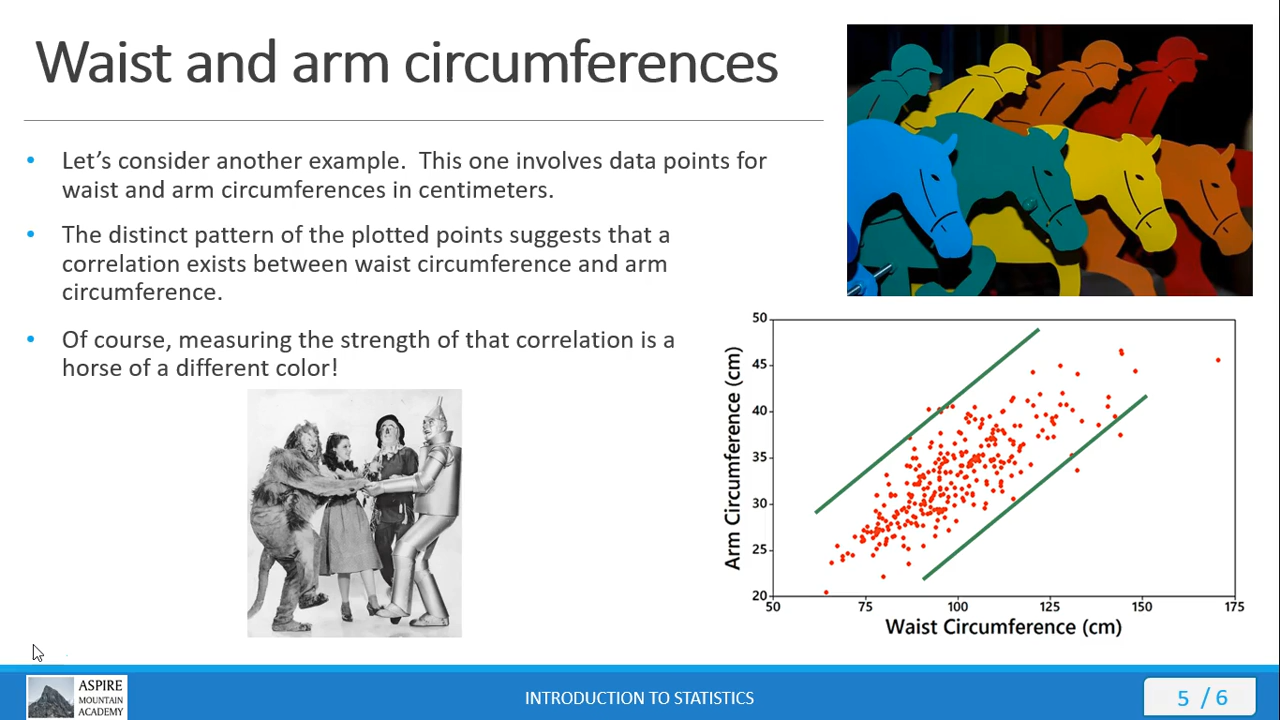 Waist and arm circumferences
• Let’s consider another example.  This one involves data points for
waist and arm circumferences in centimeters.
• The distinct pattern of the plotted points suggests that a
correlation exists between waist circumference and arm
circumference.
• Of course, measuring the strength of that correlation is a
horse of a different color!
Arm Circumference (cm)
50
45
40
35
30
25
20
50 75 100 125 150 175
Waist Circumference (cm)
ASPIRE
MOUNTAIN
ACADEMY
INTRODUCTION TO STATISTICS
5 / 6